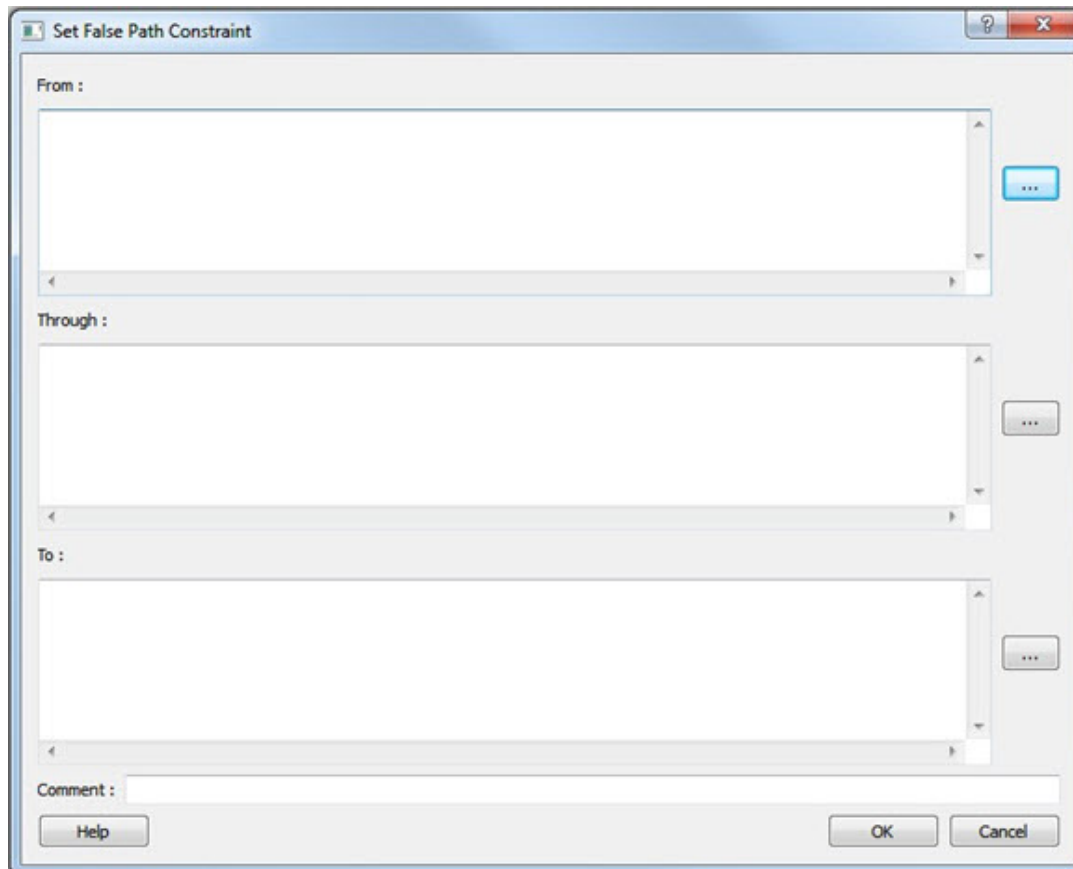 Set False Path Constraint
From :
...
Through :
...
To :
...
Comment :
Help OK Cancel